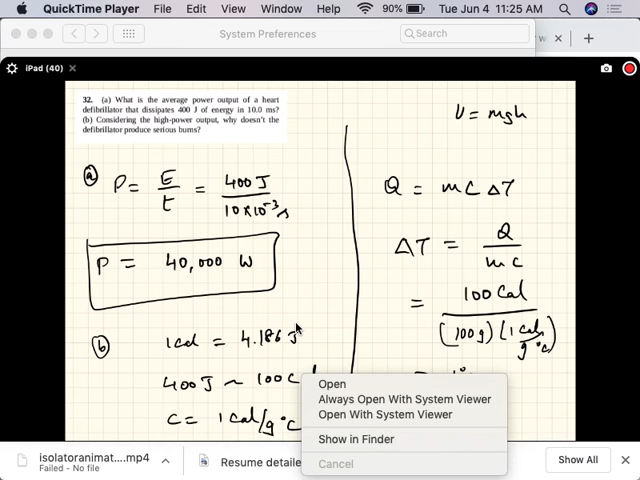 QuickTime Player File Edit View Window Help 90% Tue Jun 4 11:25 AM
System Preferences Search
iPad (40)
32. (a) What is the average power output of a heart
defibrillator that dissipates 400 J of energy in 10.0 ms?
(b) Considering the high-power output, why doesn't the
defibrillator produce serious burns?
(a) P = E/t = 400 J / 10×10⁻³ s
P = 40,000 W
(b) 1 cal = 4.186 J
400 J ~ 100 C
C = 1 Cal/g °C
U = mgh
Q = mC ΔT
ΔT = Q / mC
= 100 Cal / (100g) (1 Cal/g °C)
Open
Always Open With System Viewer
Open With System Viewer
Show in Finder
Cancel
isolatoranimat....mp4
Failed - No file
Resume detaile
Show All